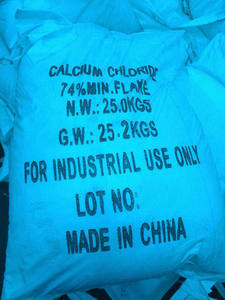 CALCIUM CHLORIDE
74%MIN.FLAKE
N.W.:25.0KGS
G.W.:25.2KGS
FOR INDUSTRIAL USE ONLY
LOT NO:
MADE IN CHINA